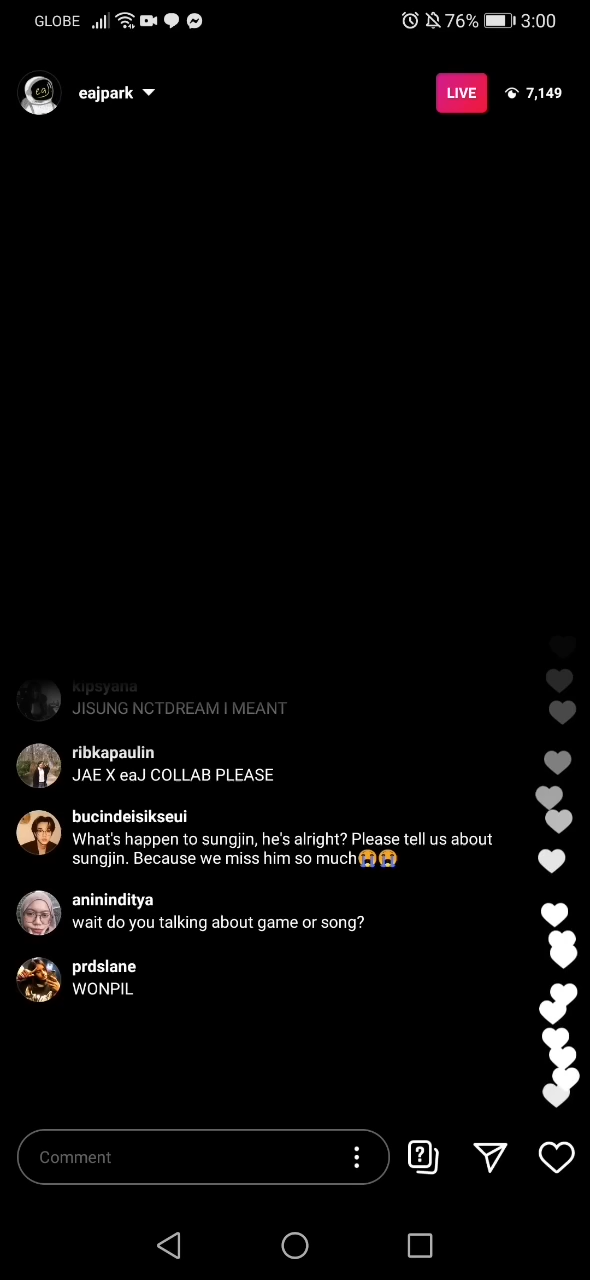 GLOBE 76% 3:00
eajpark LIVE 7,149
kipsyana
JISUNG NCTDREAM I MEANT
ribkapaulin
JAE X eaJ COLLAB PLEASE
bucindeisikseui
What's happen to sungjin, he's alright? Please tell us about
sungjin. Because we miss him so much😭😭
anininditya
wait do you talking about game or song?
prdslane
WONPIL
Comment